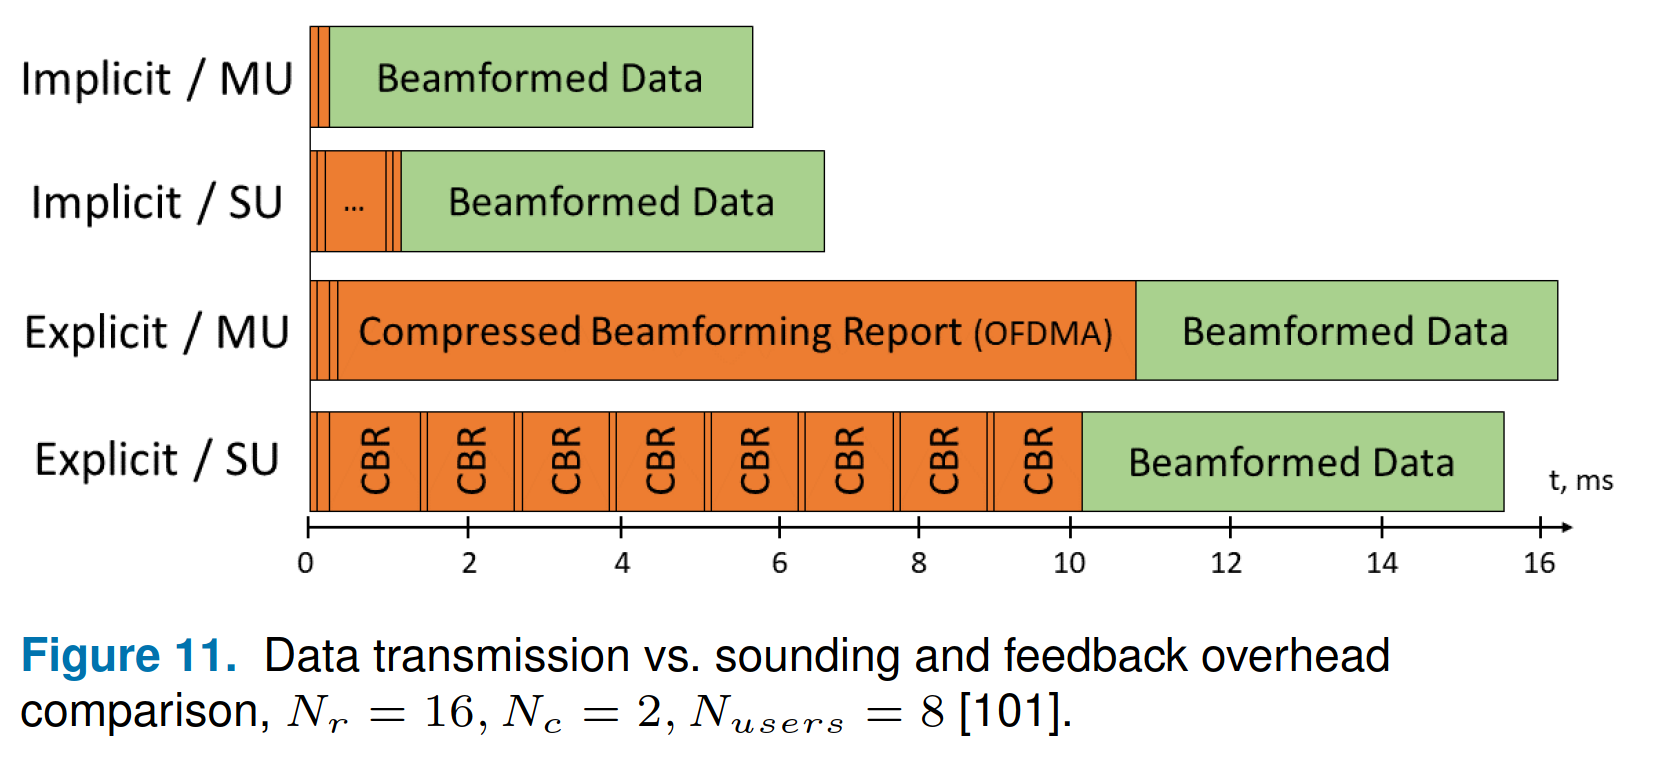 Implicit / MU
Beamformed Data
Implicit / SU
...
Beamformed Data
Explicit / MU
Compressed Beamforming Report (OFDMA)
Beamformed Data
Explicit / SU
CBR CBR CBR CBR CBR CBR CBR CBR
Beamformed Data
t, ms
0 2 4 6 8 10 12 14 16
Figure 11. Data transmission vs. sounding and feedback overhead
comparison, N_r = 16, N_c = 2, N_users = 8 [101].